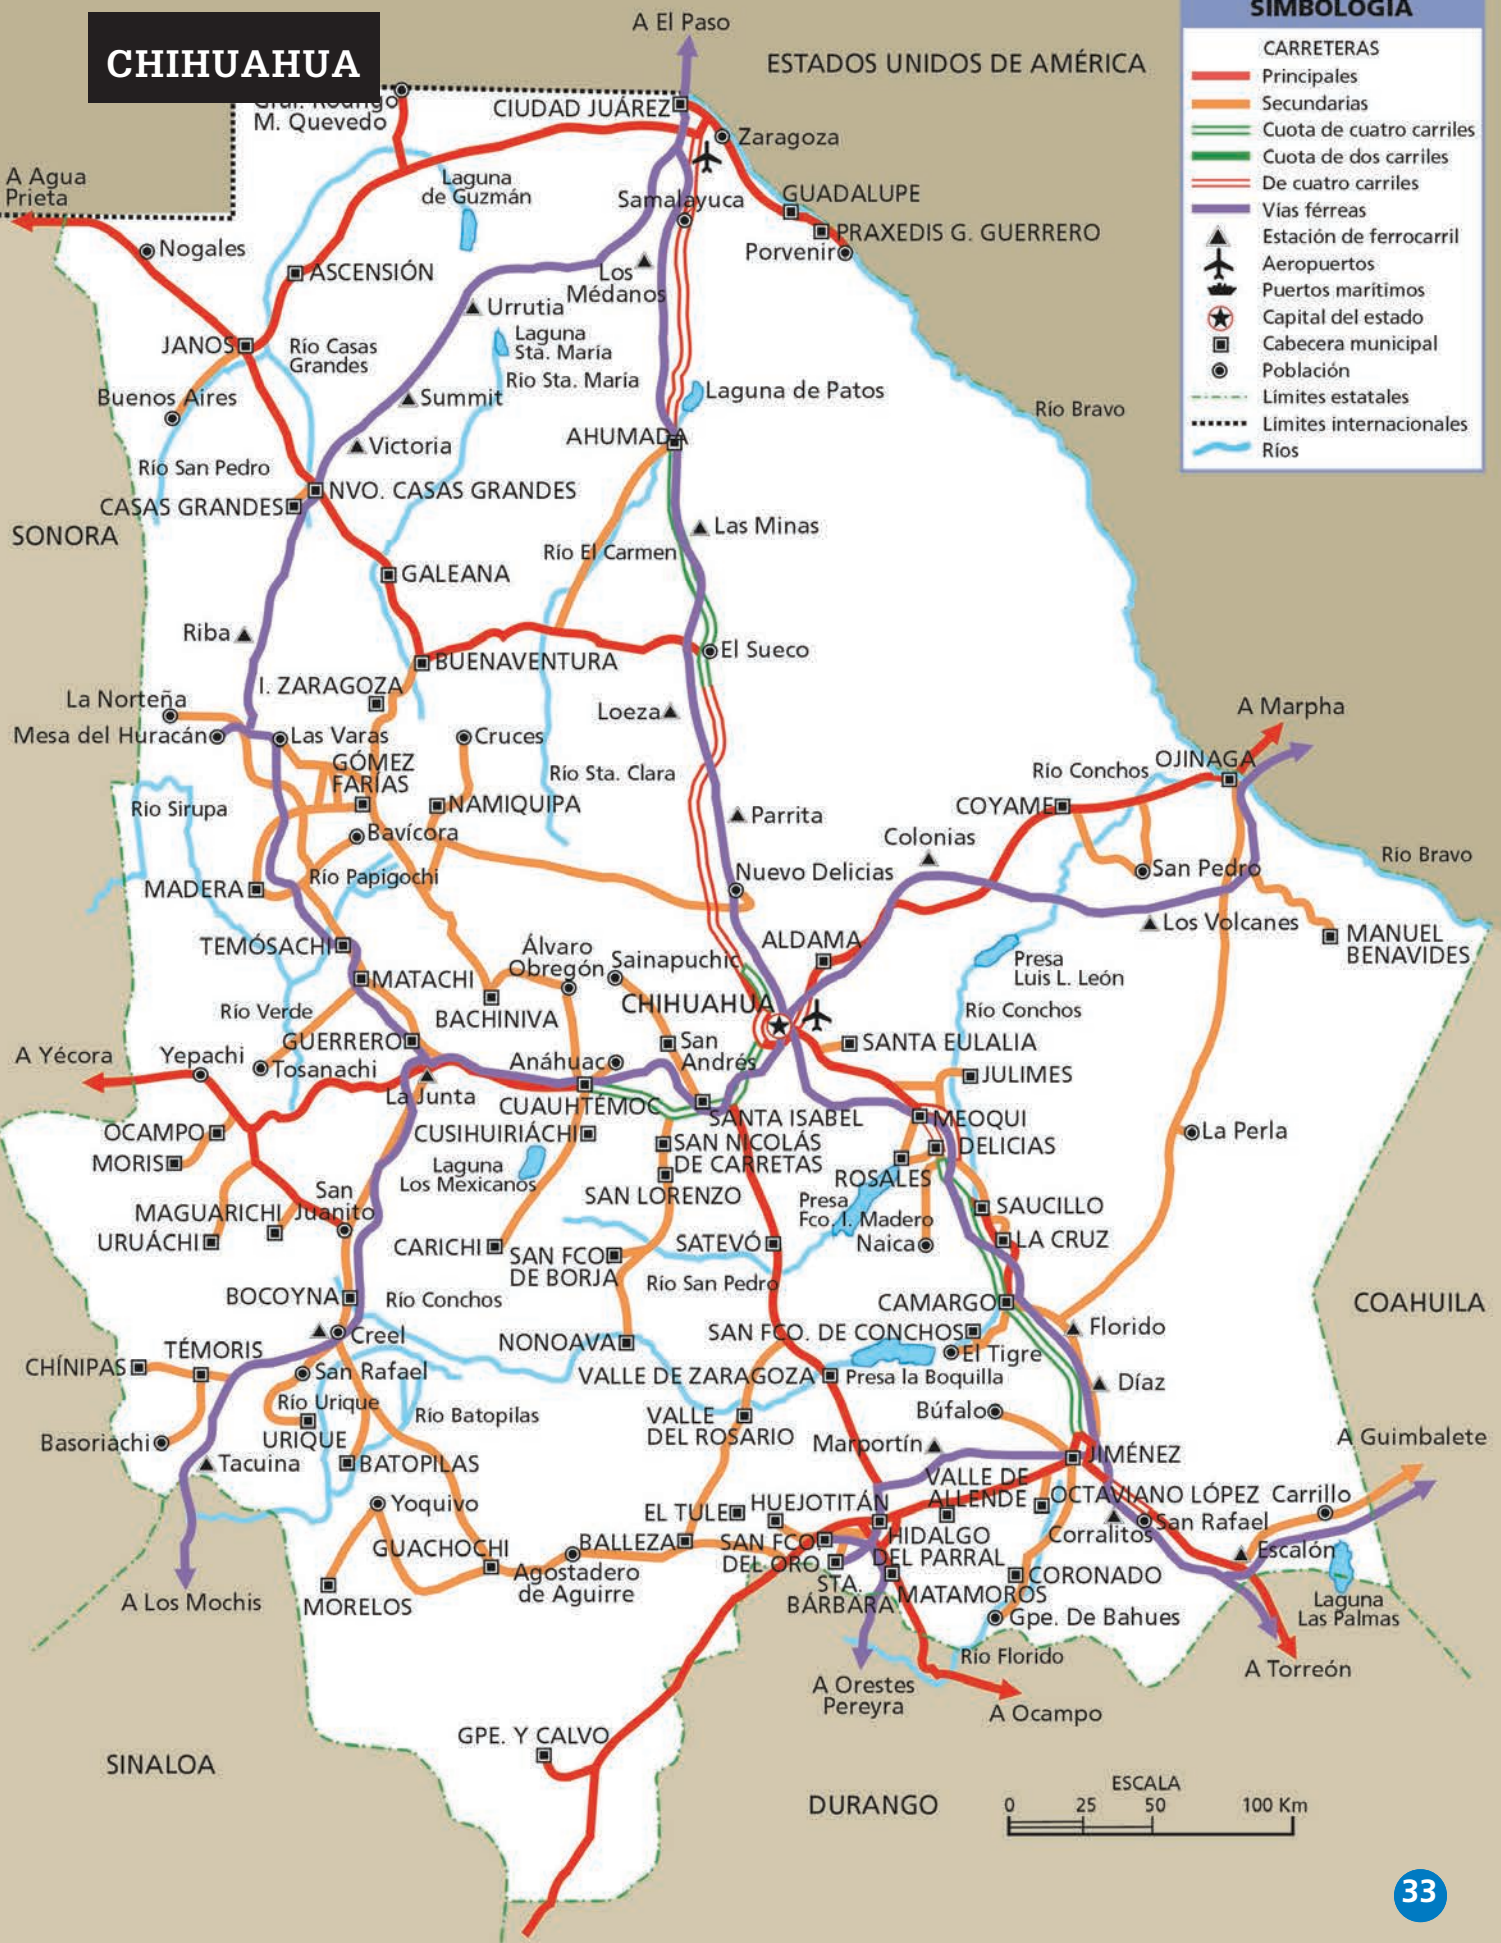 CHIHUAHUA
A El Paso
ESTADOS UNIDOS DE AMÉRICA
SIMBOLOGÍA
CARRETERAS
Principales
Secundarias
Cuota de cuatro carriles
Cuota de dos carriles
De cuatro carriles
Vías férreas
Estación de ferrocarril
Aeropuertos
Puertos marítimos
Capital del estado
Cabecera municipal
Población
Límites estatales
Límites internacionales
Ríos
Gral. Rodrigo
M. Quevedo
CIUDAD JUÁREZ
Zaragoza
A Agua
Prieta
Laguna
de Guzmán
Samalayuca
GUADALUPE
PRAXEDIS G. GUERRERO
Porvenir
Nogales
ASCENSIÓN
Los
Médanos
Urrutia
JANOS
Río Casas
Grandes
Laguna
Sta. María
Río Sta. María
Buenos Aires
Summit
Laguna de Patos
Río Bravo
Victoria
AHUMADA
Río San Pedro
NVO. CASAS GRANDES
CASAS GRANDES
SONORA
Las Minas
Río El Carmen
GALEANA
Riba
El Sueco
BUENAVENTURA
I. ZARAGOZA
La Norteña
Loeza
A Marpha
Mesa del Huracán
Las Varas
Cruces
GÓMEZ
FARÍAS
Río Sta. Clara
Río Conchos
OJINAGA
Río Sirupa
NAMIQUIPA
COYAME
Bavícora
Parrita
Colonias
Río Bravo
MADERA
Río Papigochi
Nuevo Delicias
San Pedro
Los Volcanes
MANUEL
BENAVIDES
TEMÓSACHI
Álvaro
Obregón
Sainapuchic
ALDAMA
Presa
Luis L. León
MATACHI
BACHINIVA
CHIHUAHUA
Río Conchos
Río Verde
GUERRERO
San
Andrés
SANTA EULALIA
A Yécora
Yepachi
Tosanachi
Anáhuac
JULIMES
La Junta
CUAUHTÉMOC
SANTA ISABEL
MEOQUI
OCAMPO
CUSIHUIRIÁCHI
SAN NICOLÁS
DE CARRETAS
DELICIAS
La Perla
MORIS
Laguna
Los Mexicanos
SAN LORENZO
ROSALES
Presa
Fco. I. Madero
San
Juanito
MAGUARICHI
URUÁCHI
SAUCILLO
CARICHI
SAN FCO
DE BORJA
SATEVÓ
Naica
LA CRUZ
Río San Pedro
BOCOYNA
Río Conchos
CAMARGO
COAHUILA
Creel
NONOAVA
SAN FCO. DE CONCHOS
Florido
TÉMORIS
CHÍNIPAS
San Rafael
VALLE DE ZARAGOZA
El Tigre
Presa la Boquilla
Díaz
Río Urique
Río Batopilas
VALLE
DEL ROSARIO
Búfalo
Basoriachi
URIQUE
Marportín
JIMÉNEZ
A Guimbalete
Tacuina
BATOPILAS
VALLE DE
ALLENDE
OCTAVIANO LÓPEZ
Carrillo
Yoquivo
EL TULE
HUEJOTITÁN
Corralitos
San Rafael
GUACHOCHI
BALLEZA
SAN FCO.
DEL ORO
HIDALGO
DEL PARRAL
Escalón
Agostadero
de Aguirre
STA.
BÁRBARA
MATAMOROS
CORONADO
A Los Mochis
MORELOS
Gpe. De Bahues
Laguna
Las Palmas
Río Florido
A Torreón
A Orestes
Pereyra
A Ocampo
GPE. Y CALVO
SINALOA
DURANGO
ESCALA
0 25 50 100 Km
33